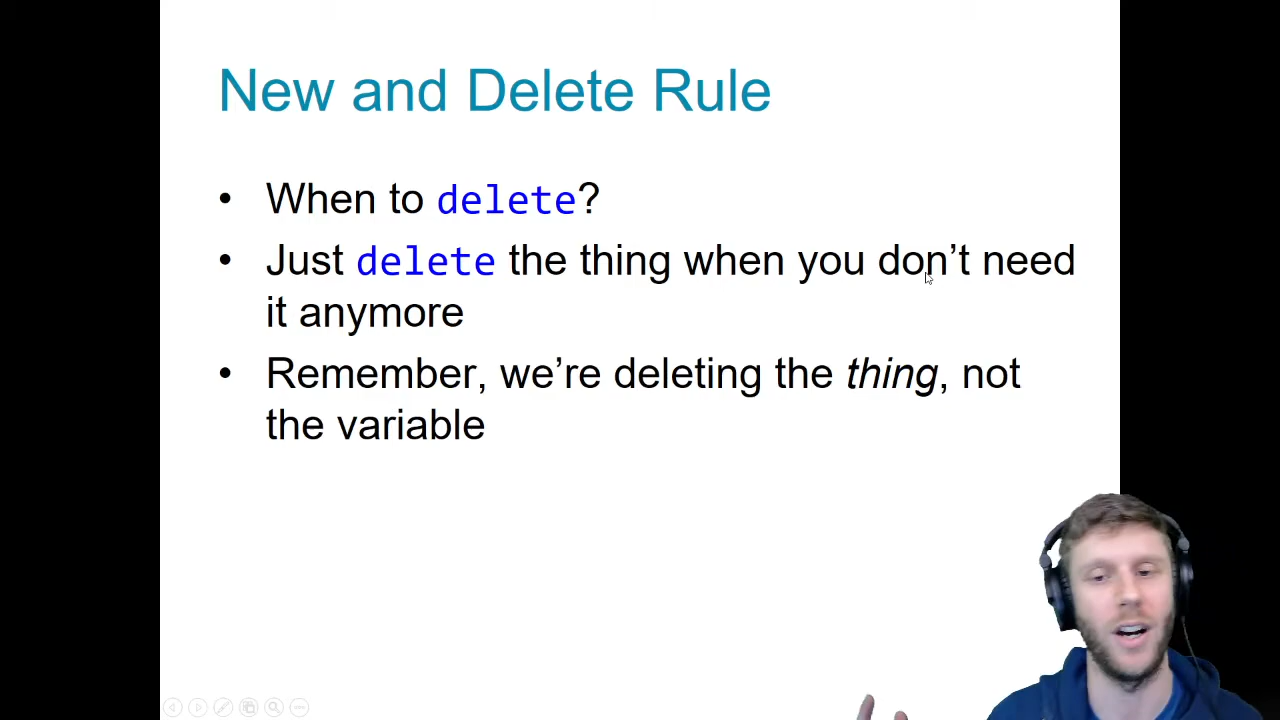 New and Delete Rule
• When to delete?
• Just delete the thing when you don’t need
it anymore
• Remember, we’re deleting the thing, not
the variable